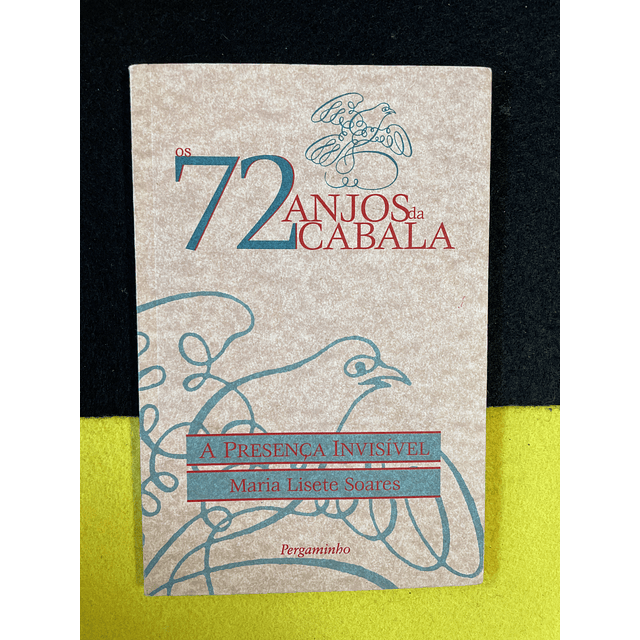 os
72 ANJOS da
CABALA
A PRESENÇA INVISÍVEL
Maria Lisete Soares
Pergaminho